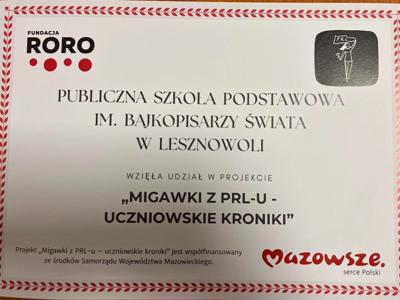 FUNDACJA
RORO
PRL
PUBLICZNA SZKOŁA PODSTAWOWA
IM. BAJKOPISARZY ŚWIATA
W LESZNOWOLI
WZIĘŁA UDZIAŁ W PROJEKCIE
„MIGAWKI Z PRL-U -
UCZNIOWSKIE KRONIKI”
Projekt „Migawki z PRL-u – uczniowskie kroniki” jest współfinansowany
ze środków Samorządu Województwa Mazowieckiego.
Mazowsze.
serce Polski